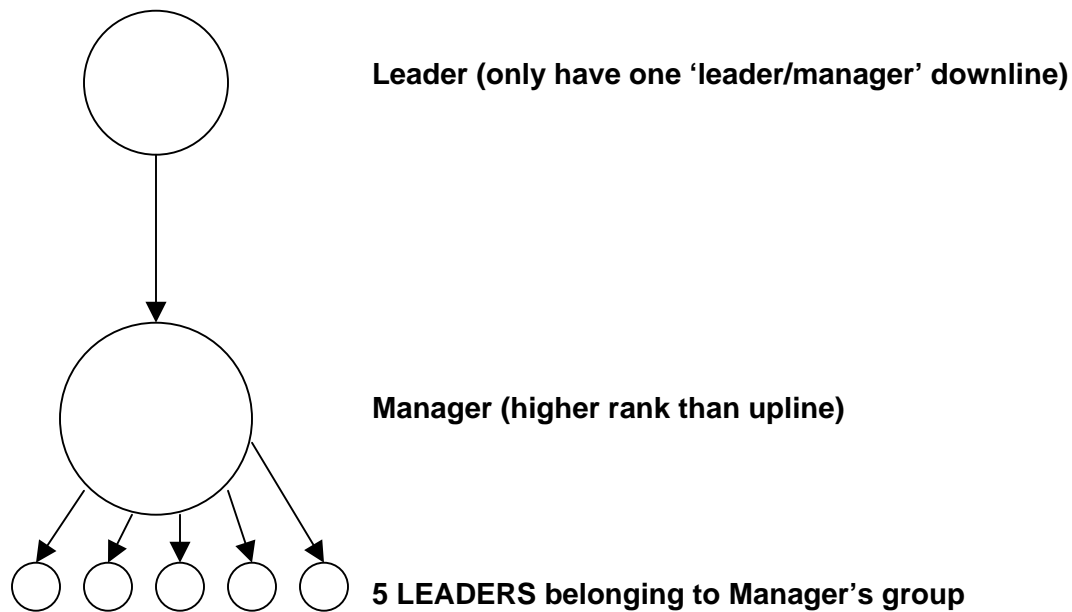 Leader (only have one ‘leader/manager’ downline)
Manager (higher rank than upline)
5 LEADERS belonging to Manager’s group